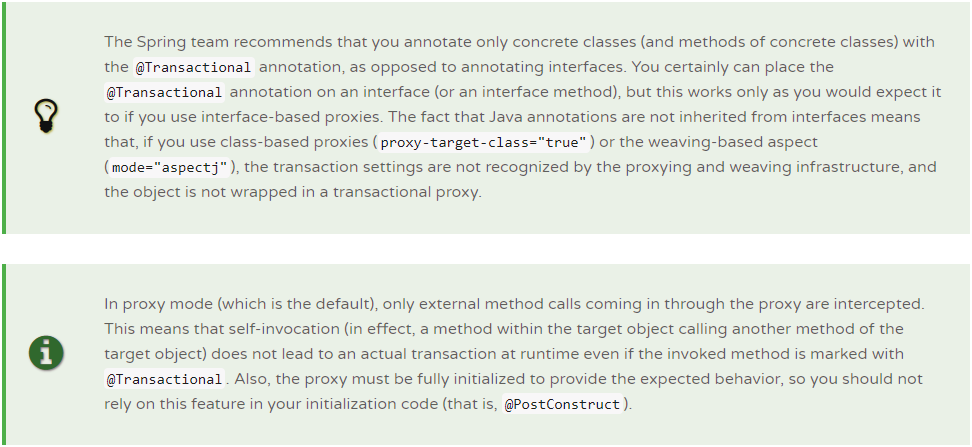 The Spring team recommends that you annotate only concrete classes (and methods of concrete classes) with
the @Transactional annotation, as opposed to annotating interfaces. You certainly can place the
@Transactional annotation on an interface (or an interface method), but this works only as you would expect it
to if you use interface-based proxies. The fact that Java annotations are not inherited from interfaces means
that, if you use class-based proxies (proxy-target-class="true") or the weaving-based aspect
(mode="aspectj"), the transaction settings are not recognized by the proxying and weaving infrastructure, and
the object is not wrapped in a transactional proxy.
In proxy mode (which is the default), only external method calls coming in through the proxy are intercepted.
This means that self-invocation (in effect, a method within the target object calling another method of the
target object) does not lead to an actual transaction at runtime even if the invoked method is marked with
@Transactional. Also, the proxy must be fully initialized to provide the expected behavior, so you should not
rely on this feature in your initialization code (that is, @PostConstruct).